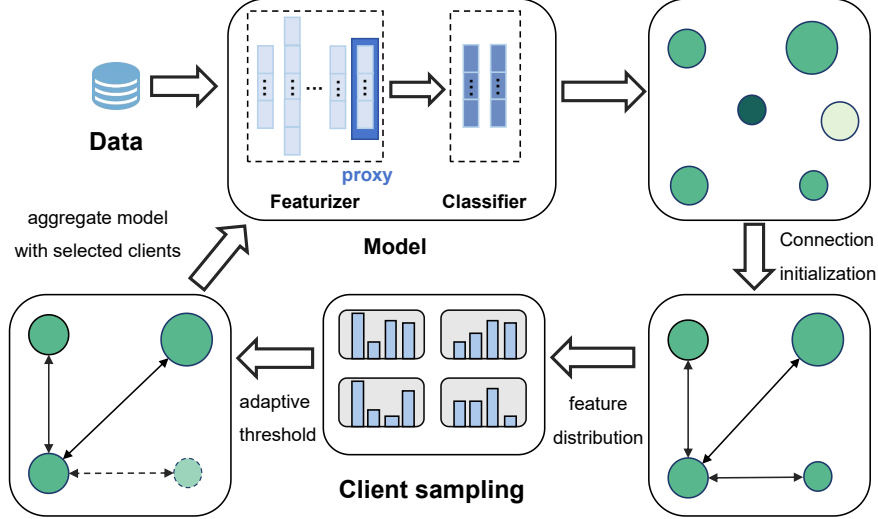 Data
proxy
Featurizer
Classifier
Model
aggregate model
with selected clients
Connection
initialization
adaptive
threshold
feature
distribution
Client sampling